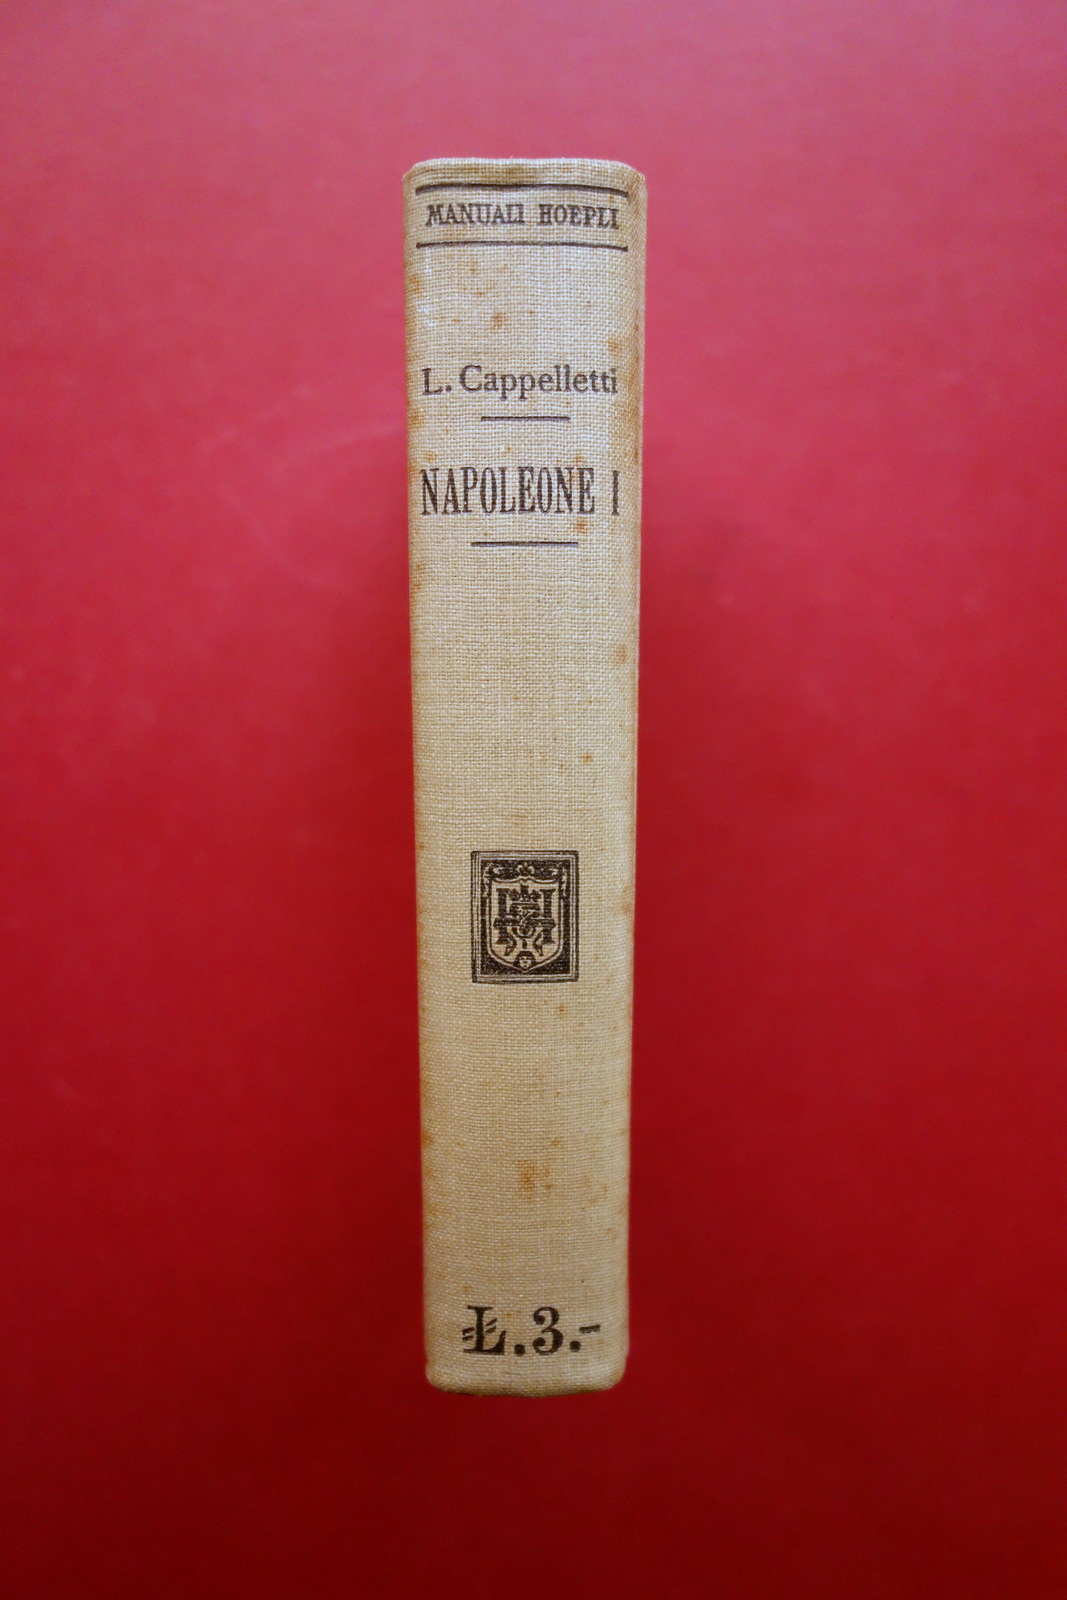 MANUALI HOEPLI
L. Cappelletti
NAPOLEONE I
L. 3.-